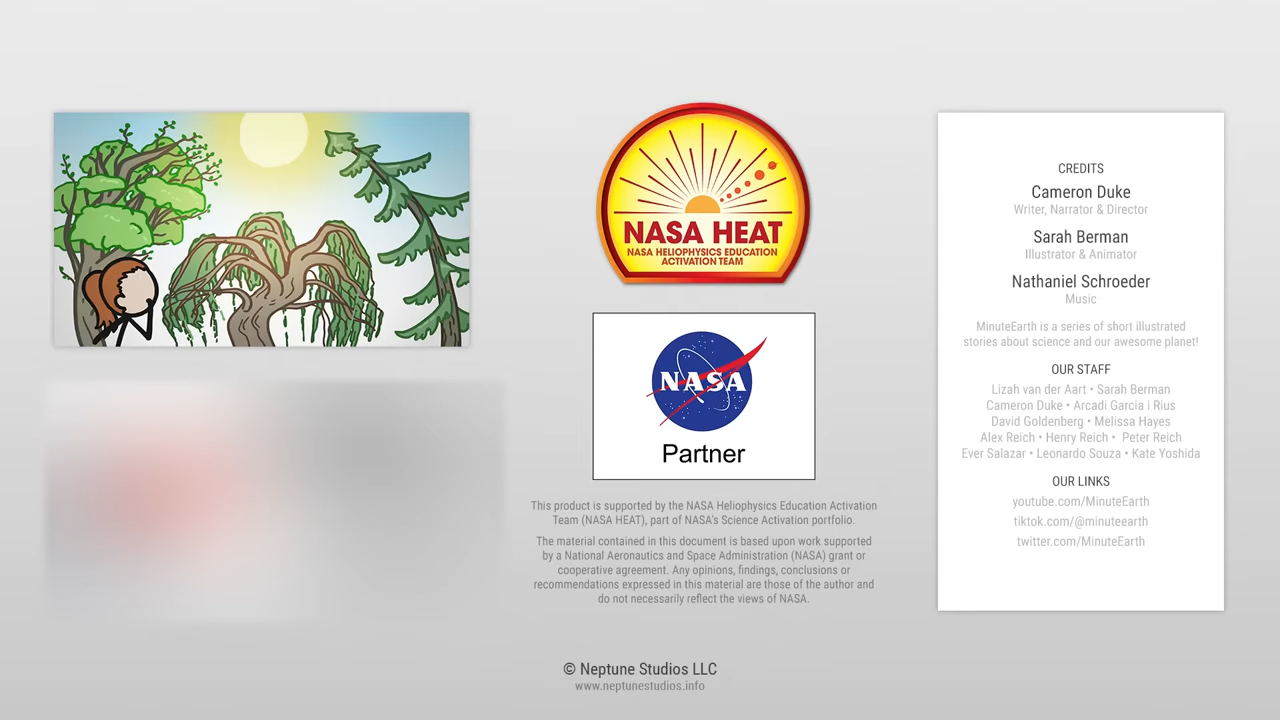 NASA HEAT
NASA HELIOPHYSICS EDUCATION
ACTIVATION TEAM
NASA
Partner
This product is supported by the NASA Heliophysics Education Activation
Team (NASA HEAT), part of NASA's Science Activation portfolio.
The material contained in this document is based upon work supported
by a National Aeronautics and Space Administration (NASA) grant or
cooperative agreement. Any opinions, findings, conclusions or
recommendations expressed in this material are those of the author and
do not necessarily reflect the views of NASA.
CREDITS
Cameron Duke
Writer, Narrator & Director
Sarah Berman
Illustrator & Animator
Nathaniel Schroeder
Music
MinuteEarth is a series of short illustrated
stories about science and our awesome planet!
OUR STAFF
Lizah van der Aart • Sarah Berman
Cameron Duke • Arcadi Garcia i Rius
David Goldenberg • Melissa Hayes
Alex Reich • Henry Reich • Peter Reich
Ever Salazar • Leonardo Souza • Kate Yoshida
OUR LINKS
youtube.com/MinuteEarth
tiktok.com/@minuteearth
twitter.com/MinuteEarth
© Neptune Studios LLC
www.neptunestudios.info